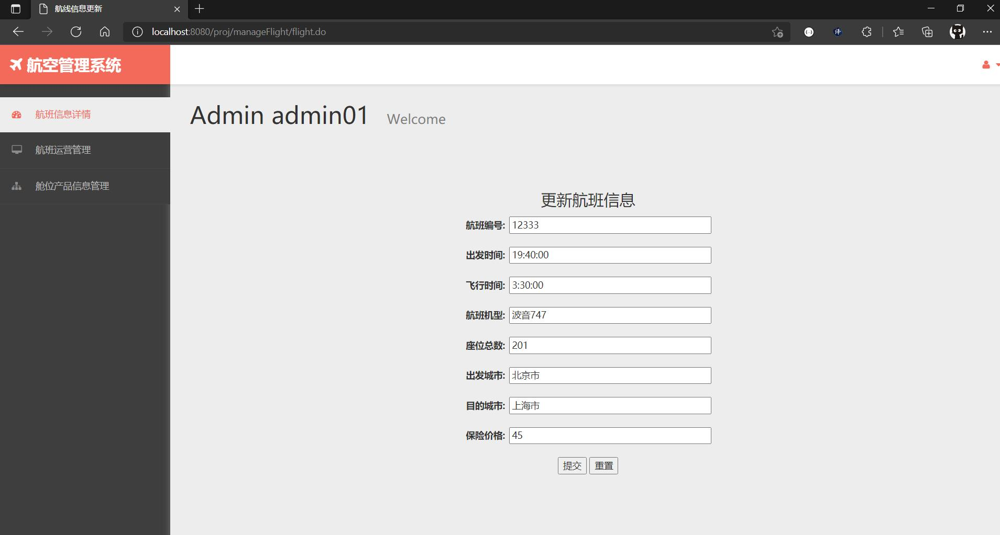 航线信息更新
localhost:8080/proj/manageFlight/flight.do
译
航空管理系统
航班信息详情
航班运营管理
舱位产品信息管理
Admin admin01 Welcome
更新航班信息
航班编号: 12333
出发时间: 19:40:00
飞行时间: 3:30:00
航班机型: 波音747
座位总数: 201
出发城市: 北京市
目的城市: 上海市
保险价格: 45
提交 重置